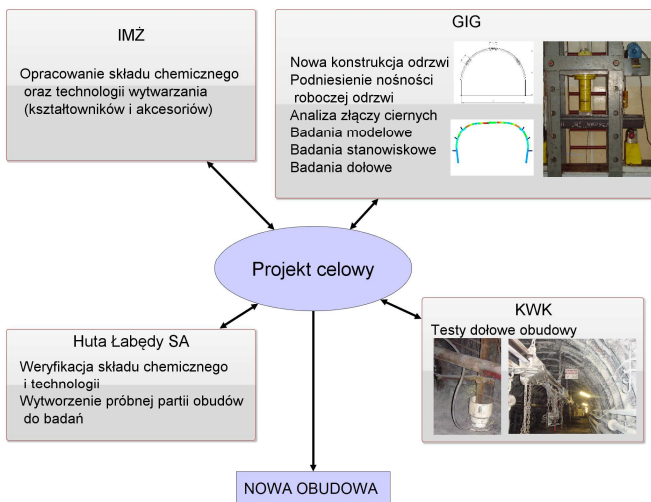 IMŻ
Opracowanie składu chemicznego
oraz technologii wytwarzania
(kształtowników i akcesoriów)
GIG
Nowa konstrukcja odrzwi
Podniesienie nośności
roboczej odrzwi
Analiza złączy ciernych
Badania modelowe
Badania stanowiskowe
Badania dołowe
Projekt celowy
Huta Łabędy SA
Weryfikacja składu chemicznego
i technologii
Wytworzenie próbnej partii obudów
do badań
KWK
Testy dołowe obudowy
NOWA OBUDOWA